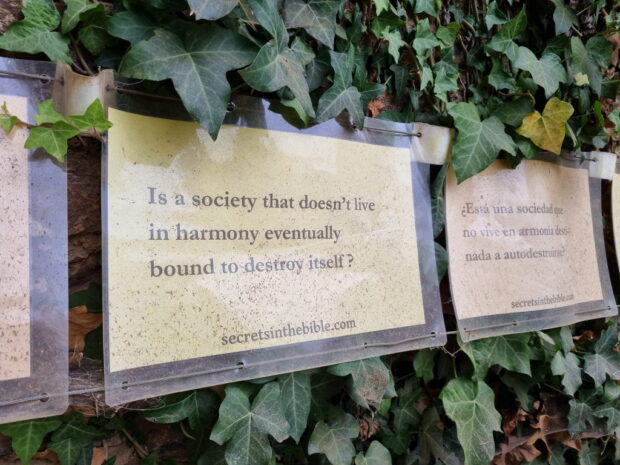 Is a society that doesn't live
in harmony eventually
bound to destroy itself ?
secretsinthebible.com
¿Está una sociedad que
no vive en armonía desti-
nada a autodestruirse?
secretsinthebible.com